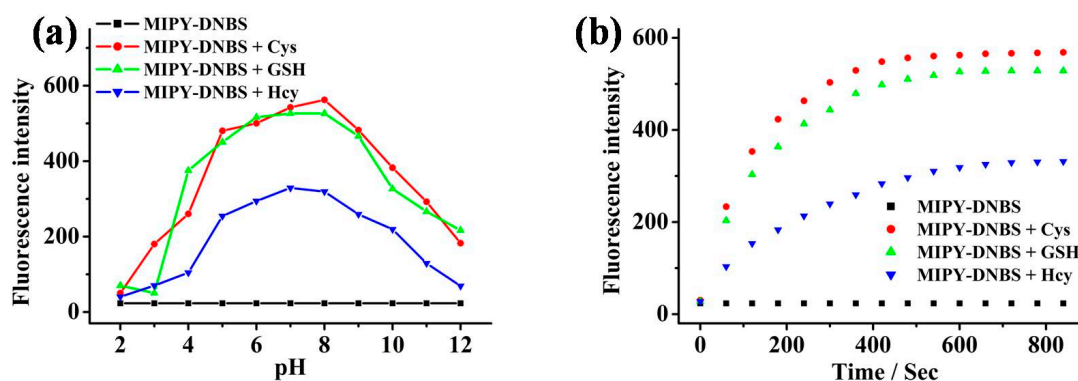 (a)
MIPY-DNBS
MIPY-DNBS + Cys
MIPY-DNBS + GSH
MIPY-DNBS + Hcy
Fluorescence intensity
600
400
200
0
2 4 6 8 10 12
pH
(b)
Fluorescence intensity
600
400
200
0
MIPY-DNBS
MIPY-DNBS + Cys
MIPY-DNBS + GSH
MIPY-DNBS + Hcy
0 200 400 600 800
Time / Sec